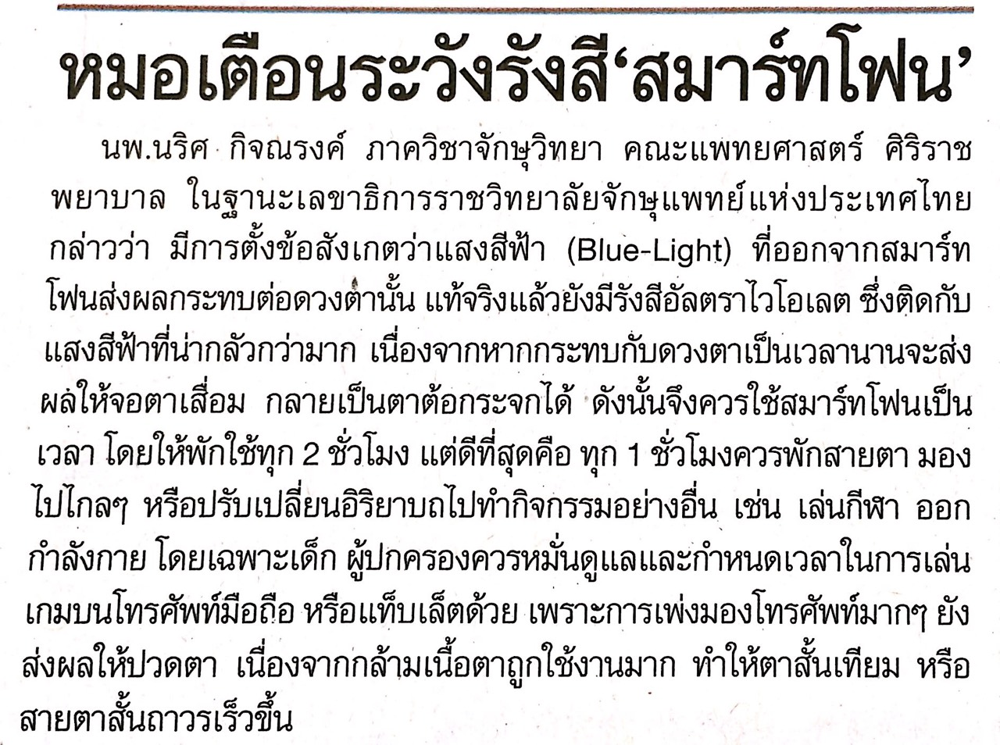 หมอเตือนระวังรังสี‘สมาร์ทโฟน’
นพ.นริศ กิจณรงค์ ภาควิชาจักษุวิทยา คณะแพทยศาสตร์ ศิริราช
พยาบาล ในฐานะเลขาธิการราชวิทยาลัยจักษุแพทย์แห่งประเทศไทย
กล่าวว่า มีการตั้งข้อสังเกตว่าแสงสีฟ้า (Blue-Light) ที่ออกจากสมาร์ท
โฟนส่งผลกระทบต่อดวงตานั้น แท้จริงแล้วยังมีรังสีอัลตราไวโอเลต ซึ่งติดกับ
แสงสีฟ้าที่น่ากลัวกว่ามาก เนื่องจากหากกระทบกับดวงตาเป็นเวลานานจะส่ง
ผลให้จอตาเสื่อม กลายเป็นตาต้อกระจกได้ ดังนั้นจึงควรใช้สมาร์ทโฟนเป็น
เวลา โดยให้พักใช้ทุก 2 ชั่วโมง แต่ดีที่สุดคือ ทุก 1 ชั่วโมงควรพักสายตา มอง
ไปไกลๆ หรือปรับเปลี่ยนอิริยาบถไปทำกิจกรรมอย่างอื่น เช่น เล่นกีฬา ออก
กำลังกาย โดยเฉพาะเด็ก ผู้ปกครองควรหมั่นดูแลและกำหนดเวลาในการเล่น
เกมบนโทรศัพท์มือถือ หรือแท็บเล็ตด้วย เพราะการเพ่งมองโทรศัพท์มากๆ ยัง
ส่งผลให้ปวดตา เนื่องจากกล้ามเนื้อตาถูกใช้งานมาก ทำให้ตาสั้นเทียม หรือ
สายตาสั้นถาวรเร็วขึ้น